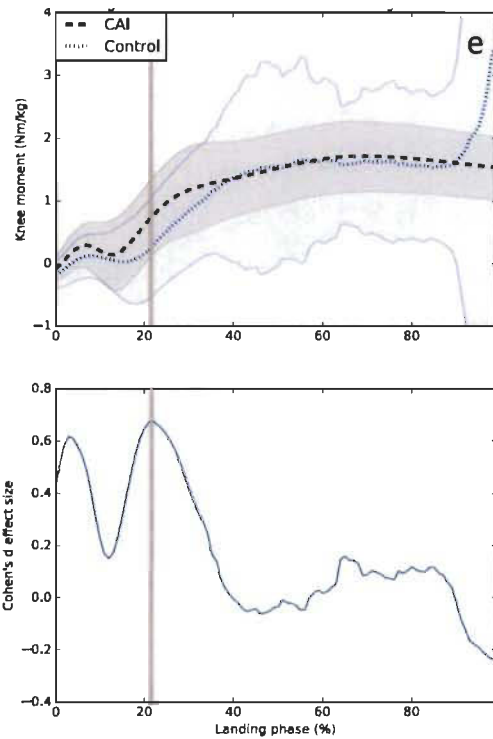 CAI
Control
e
Knee moment (Nm/kg)
4
3
2
1
0
−1
0 20 40 60 80
Cohen's d effect size
0.8
0.6
0.4
0.2
0.0
−0.2
−0.4
0 20 40 60 80
Landing phase (%)